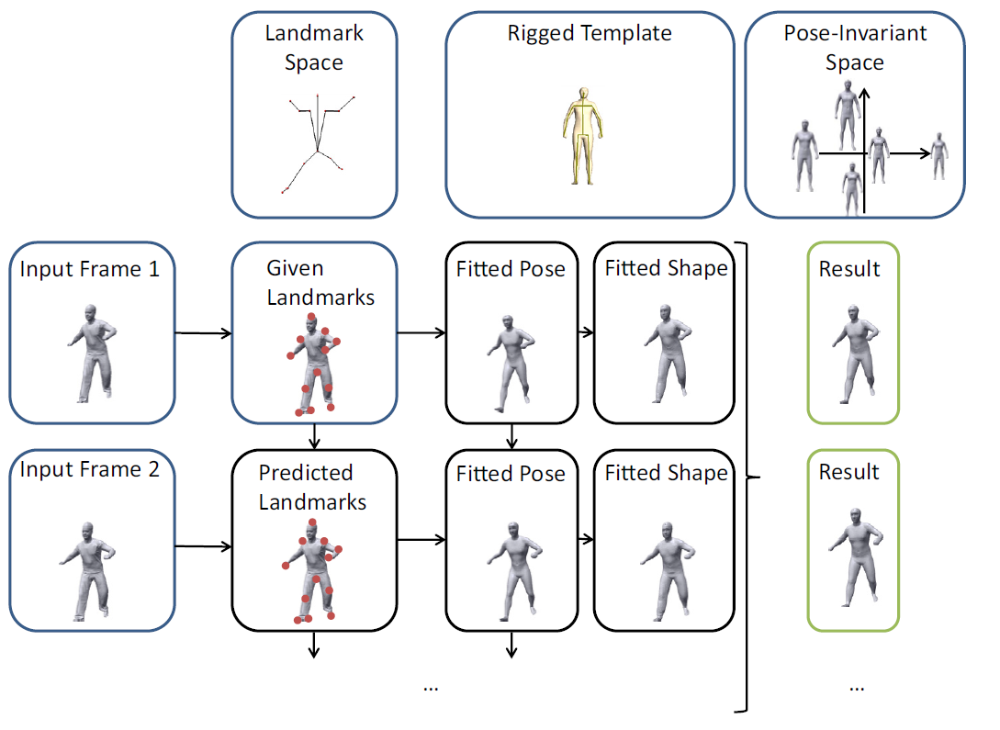 Landmark
Space
Rigged Template
Pose-Invariant
Space
Input Frame 1
Given
Landmarks
Fitted Pose
Fitted Shape
Result
Input Frame 2
Predicted
Landmarks
Fitted Pose
Fitted Shape
Result
...
...